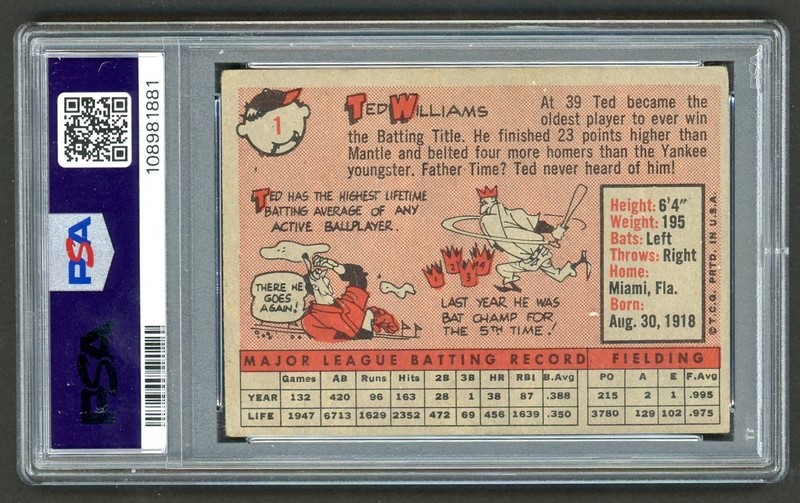 108981881
PSA
PSA
1
TED WILLIAMS
At 39 Ted became the
oldest player to ever win
the Batting Title. He finished 23 points higher than
Mantle and belted four more homers than the Yankee
youngster. Father Time? Ted never heard of him!
TED HAS THE HIGHEST LIFETIME
BATTING AVERAGE OF ANY
ACTIVE BALLPLAYER.
THERE HE
GOES
AGAIN!
1 2 3 4
LAST YEAR HE WAS
BAT CHAMP FOR
THE 5TH TIME!
Height: 6'4"
Weight: 195
Bats: Left
Throws: Right
Home:
Miami, Fla.
Born:
Aug. 30, 1918
© T.C.G. PRTD. IN U.S.A.
MAJOR LEAGUE BATTING RECORD FIELDING
Games AB Runs Hits 2B 3B HR RBI B.Avg PO A E F.Avg
YEAR 132 420 96 163 28 1 38 87 .388 215 2 1 .995
LIFE 1947 6713 1629 2352 472 69 456 1639 .350 3780 129 102 .975